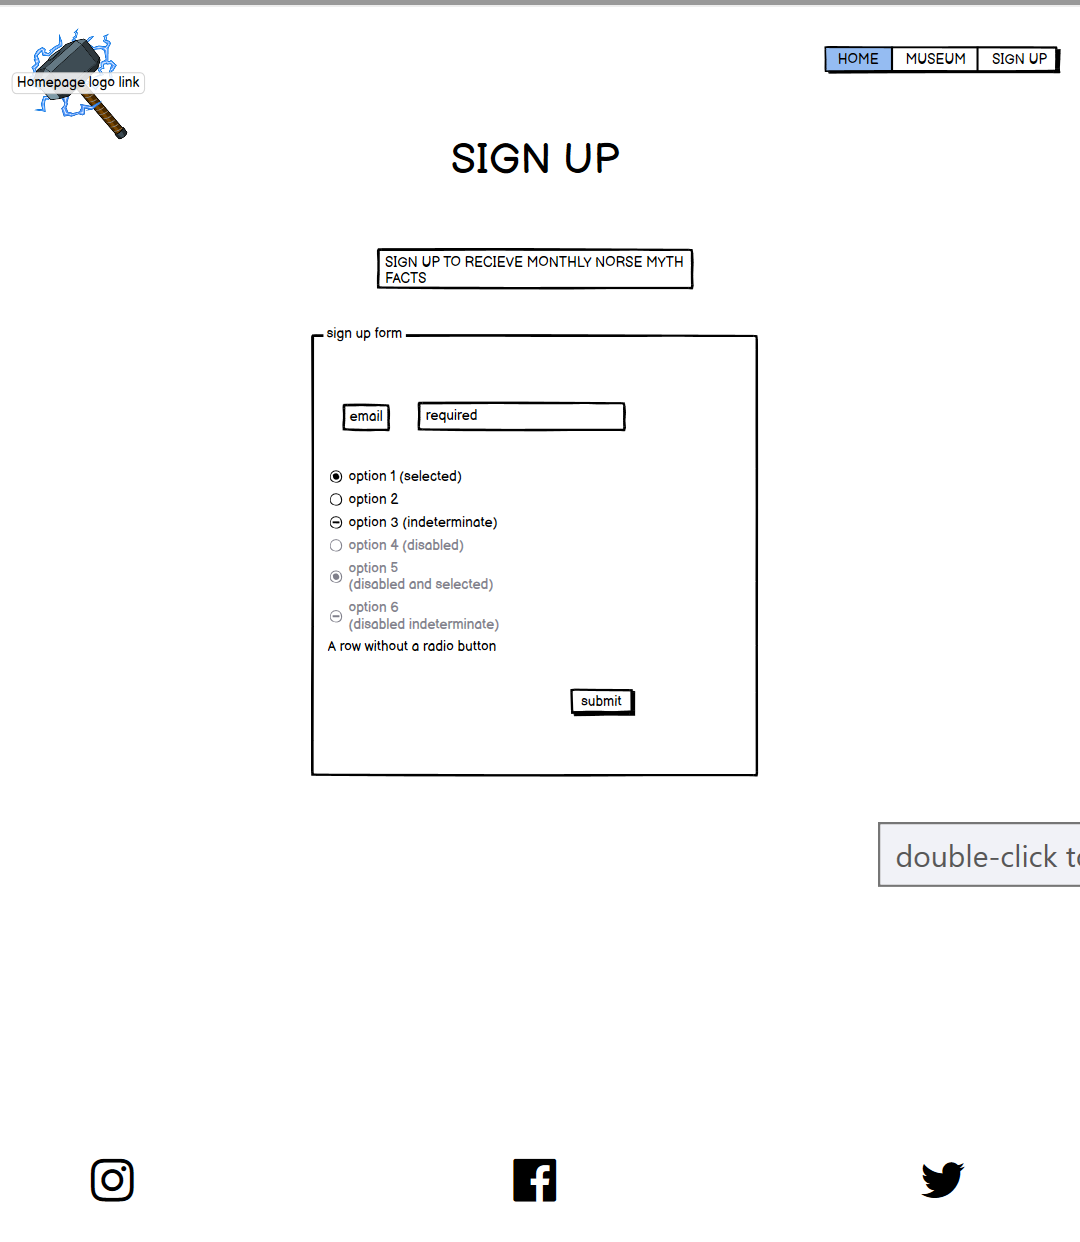 Homepage logo link
HOME MUSEUM SIGN UP
SIGN UP
SIGN UP TO RECIEVE MONTHLY NORSE MYTH
FACTS
sign up form
email required
option 1 (selected)
option 2
option 3 (indeterminate)
option 4 (disabled)
option 5
(disabled and selected)
option 6
(disabled indeterminate)
A row without a radio button
submit
double-click